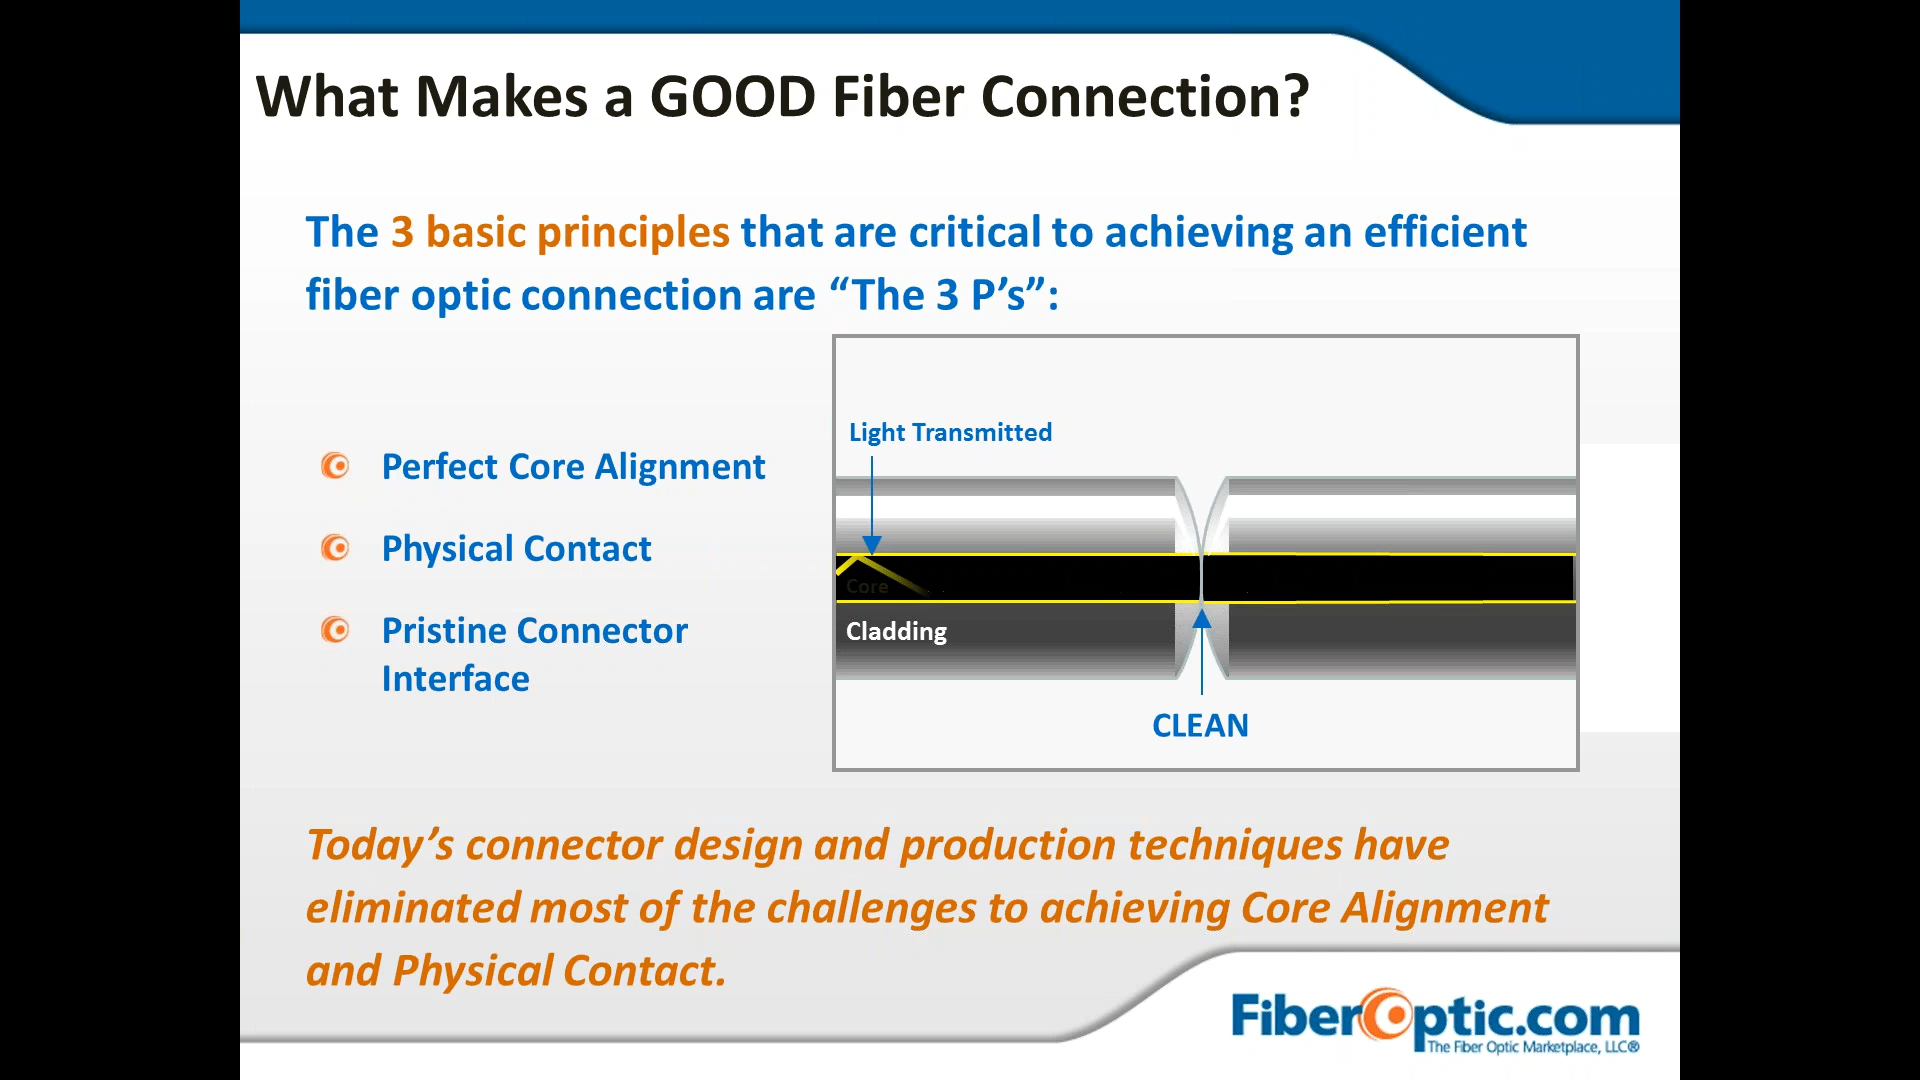 What Makes a GOOD Fiber Connection?
The 3 basic principles that are critical to achieving an efficient
fiber optic connection are “The 3 P’s”:
Perfect Core Alignment
Physical Contact
Pristine Connector
Interface
Light Transmitted
Core
Cladding
CLEAN
Today’s connector design and production techniques have
eliminated most of the challenges to achieving Core Alignment
and Physical Contact.
FiberOptic.com
The Fiber Optic Marketplace, LLC®